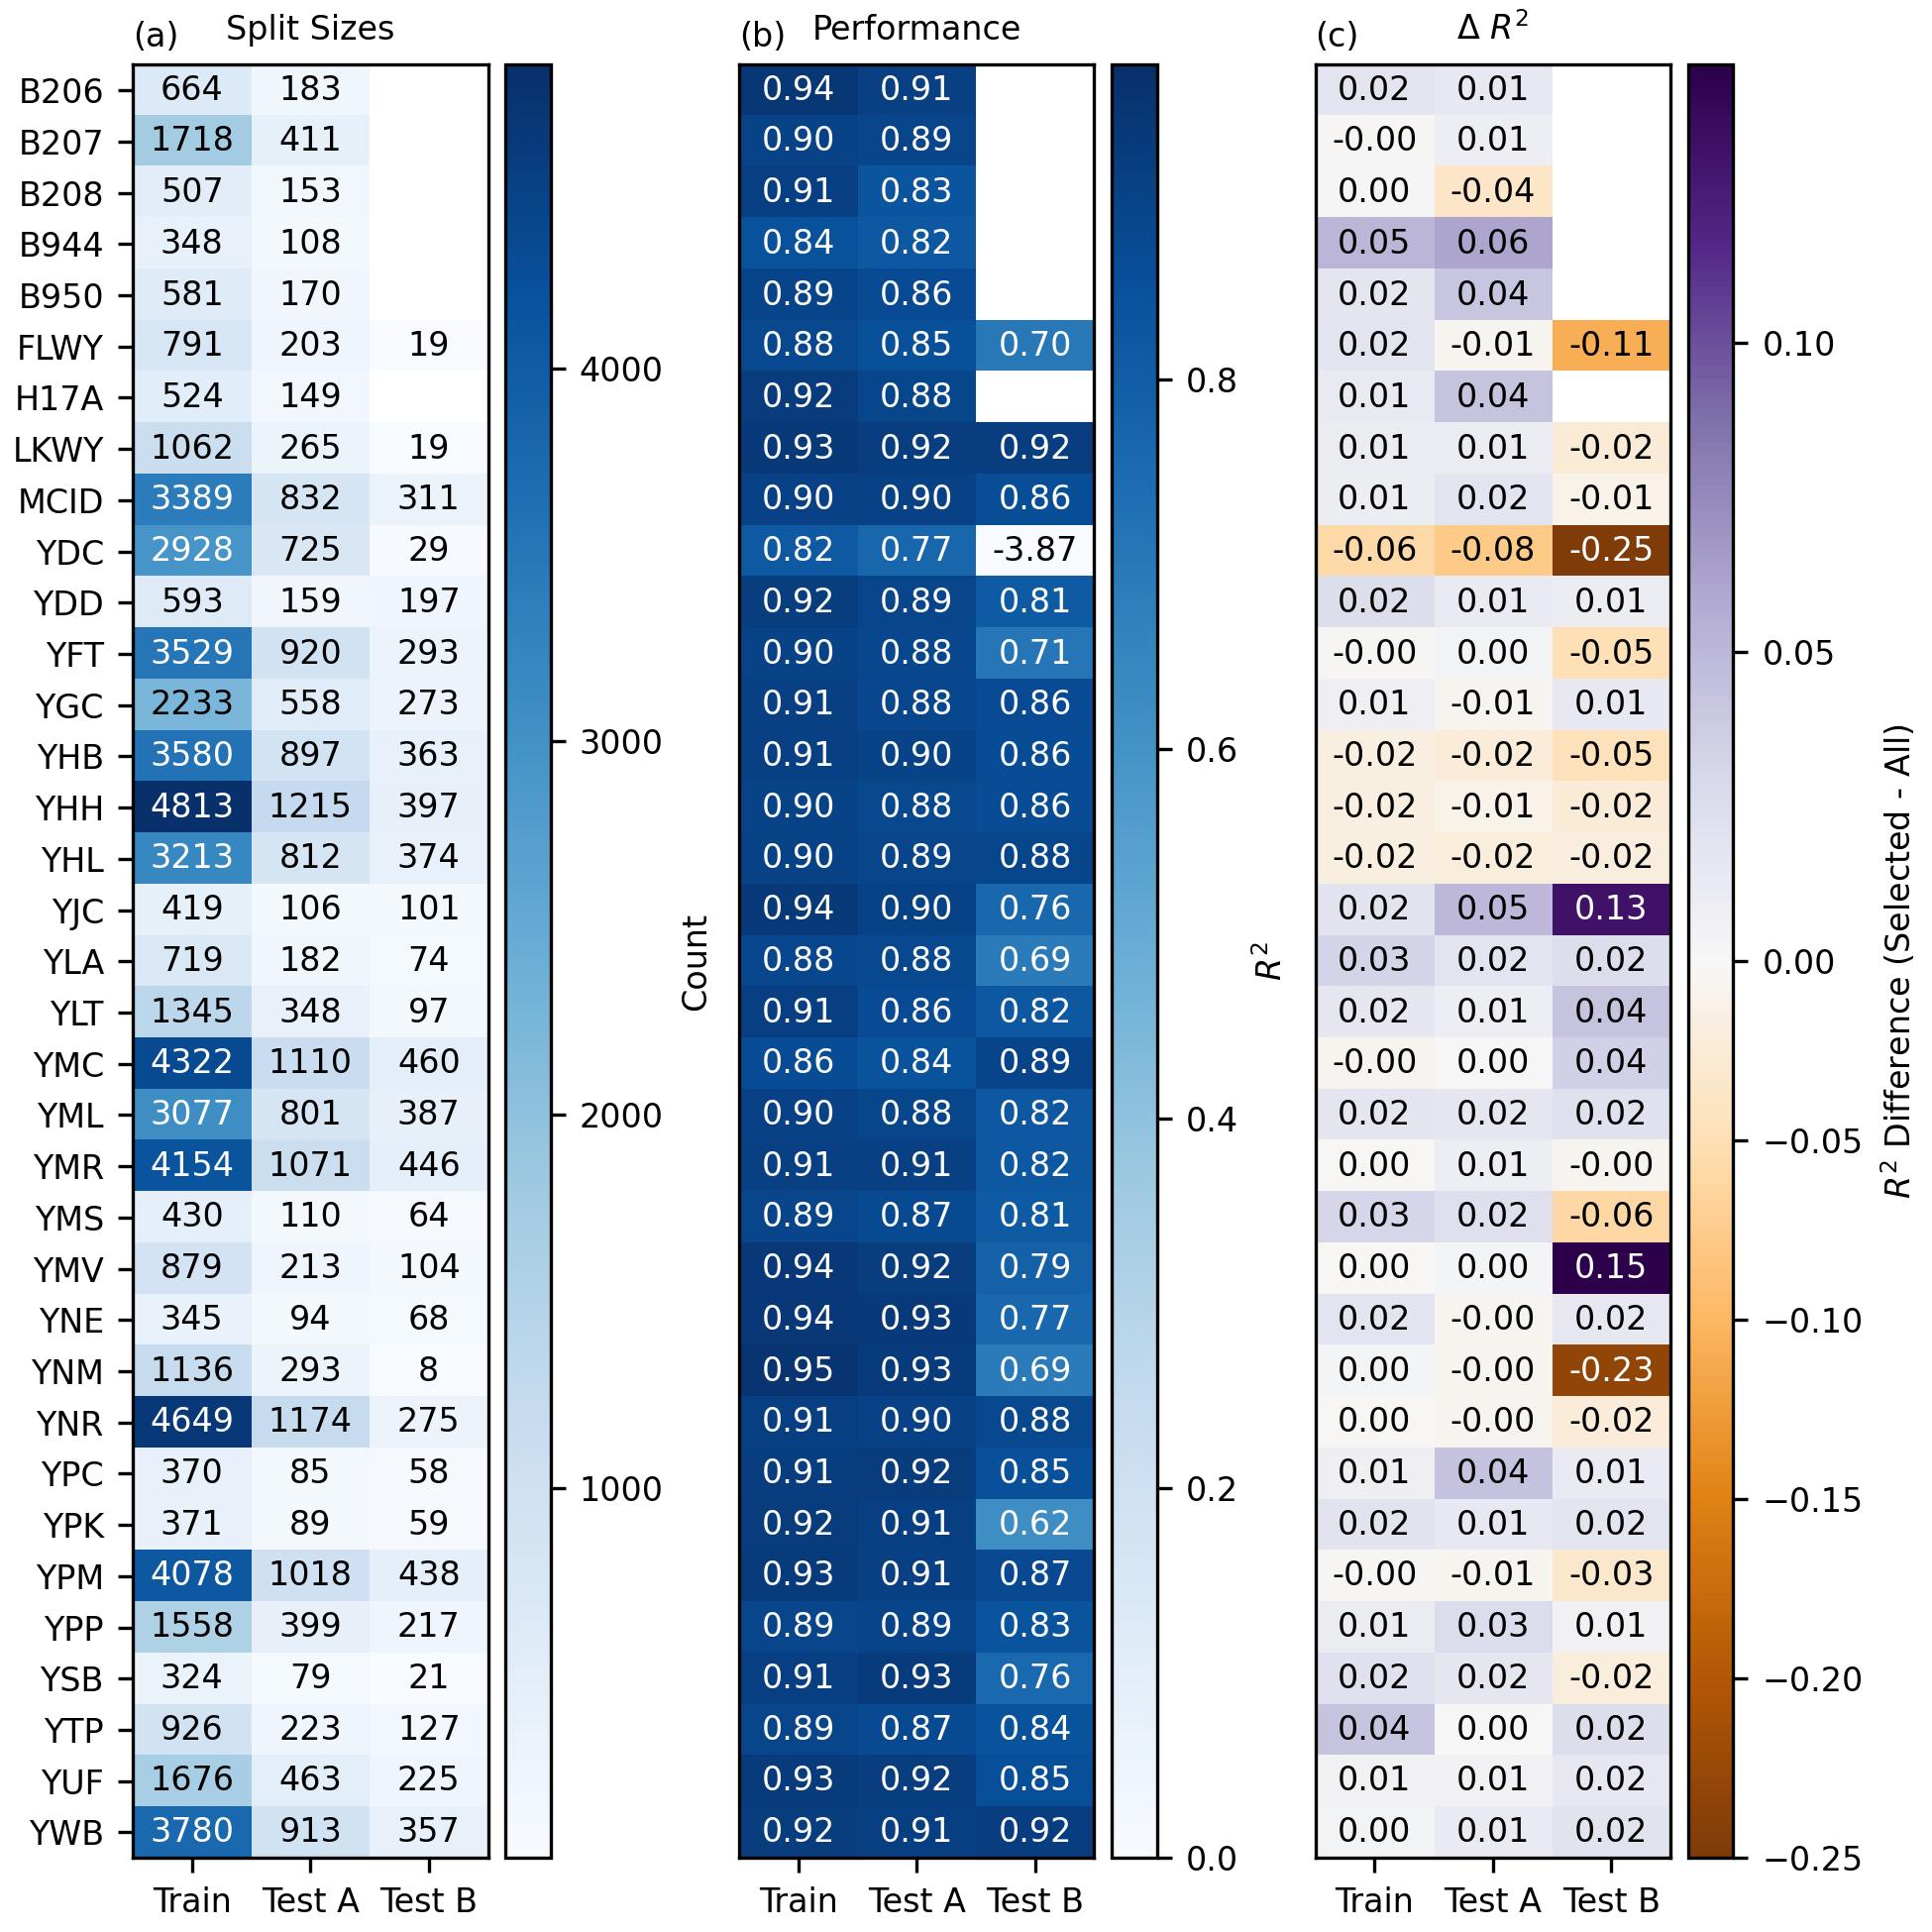 (a) Split Sizes (b) Performance (c) Δ R²
B206 664 183 0.94 0.91 0.02 0.01
B207 1718 411 0.90 0.89 -0.00 0.01
B208 507 153 0.91 0.83 0.00 -0.04
B944 348 108 0.84 0.82 0.05 0.06
B950 581 170 0.89 0.86 0.02 0.04
FLWY 791 203 19 0.88 0.85 0.70 0.02 -0.01 -0.11
H17A 524 149 0.92 0.88 0.01 0.04
LKWY 1062 265 19 0.93 0.92 0.92 0.01 0.01 -0.02
MCID 3389 832 311 0.90 0.90 0.86 0.01 0.02 -0.01
YDC 2928 725 29 0.82 0.77 -3.87 -0.06 -0.08 -0.25
YDD 593 159 197 0.92 0.89 0.81 0.02 0.01 0.01
YFT 3529 920 293 0.90 0.88 0.71 -0.00 0.00 -0.05
YGC 2233 558 273 0.91 0.88 0.86 0.01 -0.01 0.01
YHB 3580 897 363 0.91 0.90 0.86 -0.02 -0.02 -0.05
YHH 4813 1215 397 0.90 0.88 0.86 -0.02 -0.01 -0.02
YHL 3213 812 374 0.90 0.89 0.88 -0.02 -0.02 -0.02
YJC 419 106 101 0.94 0.90 0.76 0.02 0.05 0.13
YLA 719 182 74 0.88 0.88 0.69 0.03 0.02 0.02
YLT 1345 348 97 0.91 0.86 0.82 0.02 0.01 0.04
YMC 4322 1110 460 0.86 0.84 0.89 -0.00 0.00 0.04
YML 3077 801 387 0.90 0.88 0.82 0.02 0.02 0.02
YMR 4154 1071 446 0.91 0.91 0.82 0.00 0.01 -0.00
YMS 430 110 64 0.89 0.87 0.81 0.03 0.02 -0.06
YMV 879 213 104 0.94 0.92 0.79 0.00 0.00 0.15
YNE 345 94 68 0.94 0.93 0.77 0.02 -0.00 0.02
YNM 1136 293 8 0.95 0.93 0.69 0.00 -0.00 -0.23
YNR 4649 1174 275 0.91 0.90 0.88 0.00 -0.00 -0.02
YPC 370 85 58 0.91 0.92 0.85 0.01 0.04 0.01
YPK 371 89 59 0.92 0.91 0.62 0.02 0.01 0.02
YPM 4078 1018 438 0.93 0.91 0.87 -0.00 -0.01 -0.03
YPP 1558 399 217 0.89 0.89 0.83 0.01 0.03 0.01
YSB 324 79 21 0.91 0.93 0.76 0.02 0.02 -0.02
YTP 926 223 127 0.89 0.87 0.84 0.04 0.00 0.02
YUF 1676 463 225 0.93 0.92 0.85 0.01 0.01 0.02
YWB 3780 913 357 0.92 0.91 0.92 0.00 0.01 0.02
Train Test A Test B Train Test A Test B Train Test A Test B
4000
3000
2000
1000
Count
0.8
0.6
0.4
0.2
0.0
R²
0.10
0.05
0.00
−0.05
−0.10
−0.15
−0.20
−0.25
R² Difference (Selected - All)